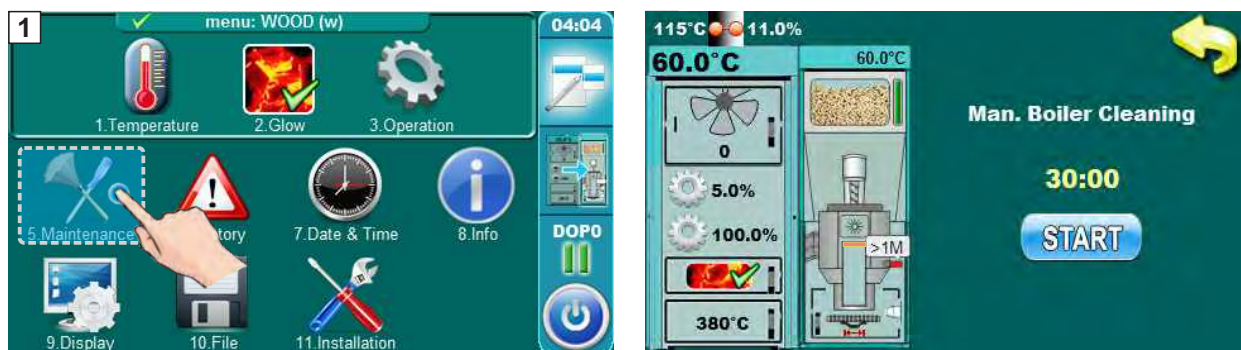 1
menu: WOOD (w)
04:04
1.Temperature
2.Glow
3.Operation
5.Maintenance
7.Date & Time
8.Info
DOP0
9.Display
10.File
11.Installation
115°C 11.0%
60.0°C
60.0°C
0
5.0%
100.0%
>1M
380°C
Man. Boiler Cleaning
30:00
START